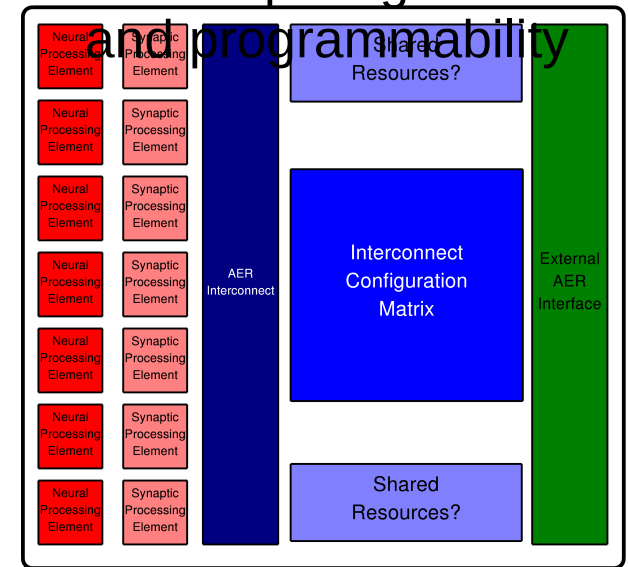 and programmability
Neural
Processing
Element
Synaptic
Processing
Element
Shared
Resources?
Neural
Processing
Element
Synaptic
Processing
Element
Neural
Processing
Element
Synaptic
Processing
Element
Neural
Processing
Element
Synaptic
Processing
Element
AER
Interconnect
Interconnect
Configuration
Matrix
External
AER
Interface
Neural
Processing
Element
Synaptic
Processing
Element
Neural
Processing
Element
Synaptic
Processing
Element
Neural
Processing
Element
Synaptic
Processing
Element
Shared
Resources?